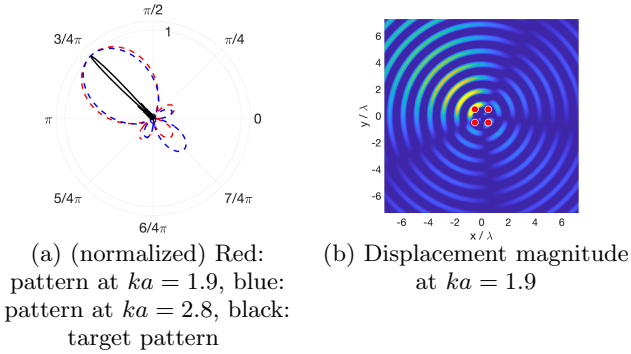 π/2
3/4π
1
π/4
π
0
5/4π
7/4π
6/4π
y / λ
6
4
2
0
-2
-4
-6
-6
-4
-2
0
2
4
6
x / λ
(a) (normalized) Red:
pattern at ka = 1.9, blue:
pattern at ka = 2.8, black:
target pattern
(b) Displacement magnitude
at ka = 1.9